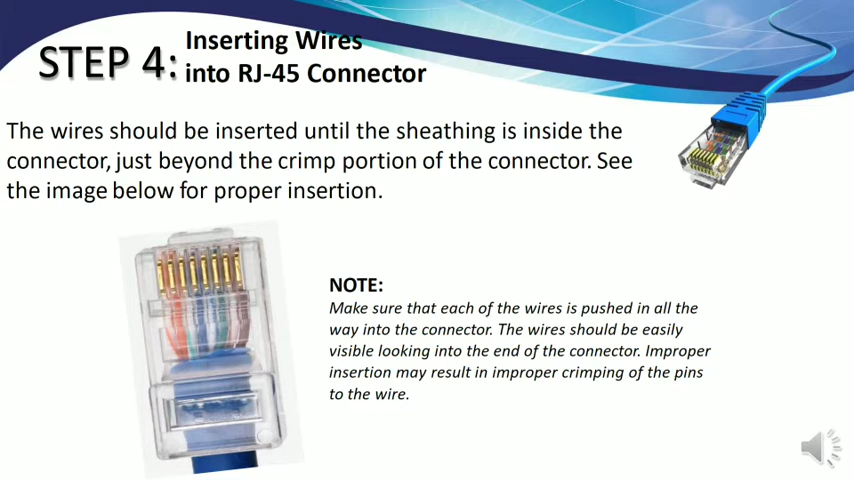 STEP 4:
Inserting Wires
into RJ-45 Connector
The wires should be inserted until the sheathing is inside the
connector, just beyond the crimp portion of the connector. See
the image below for proper insertion.
NOTE:
Make sure that each of the wires is pushed in all the
way into the connector. The wires should be easily
visible looking into the end of the connector. Improper
insertion may result in improper crimping of the pins
to the wire.